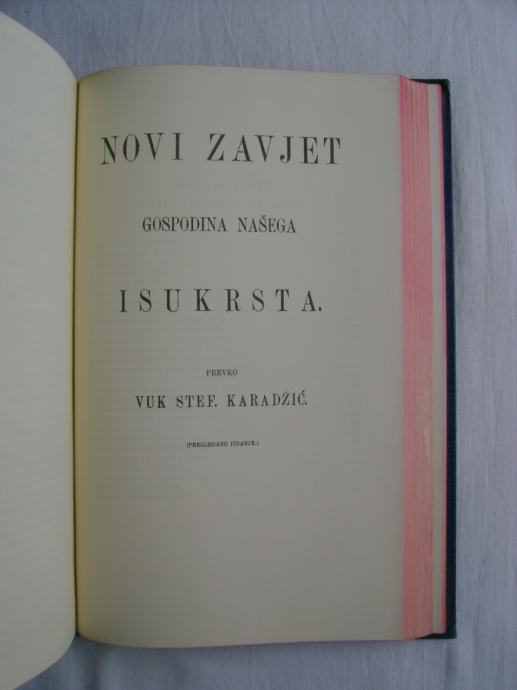 NOVI ZAVJET
GOSPODINA NAŠEGA
ISUKRSTA.
PREVEO
VUK STEF. KARADŽIĆ.
(PREGLEDANO IZDANJE.)